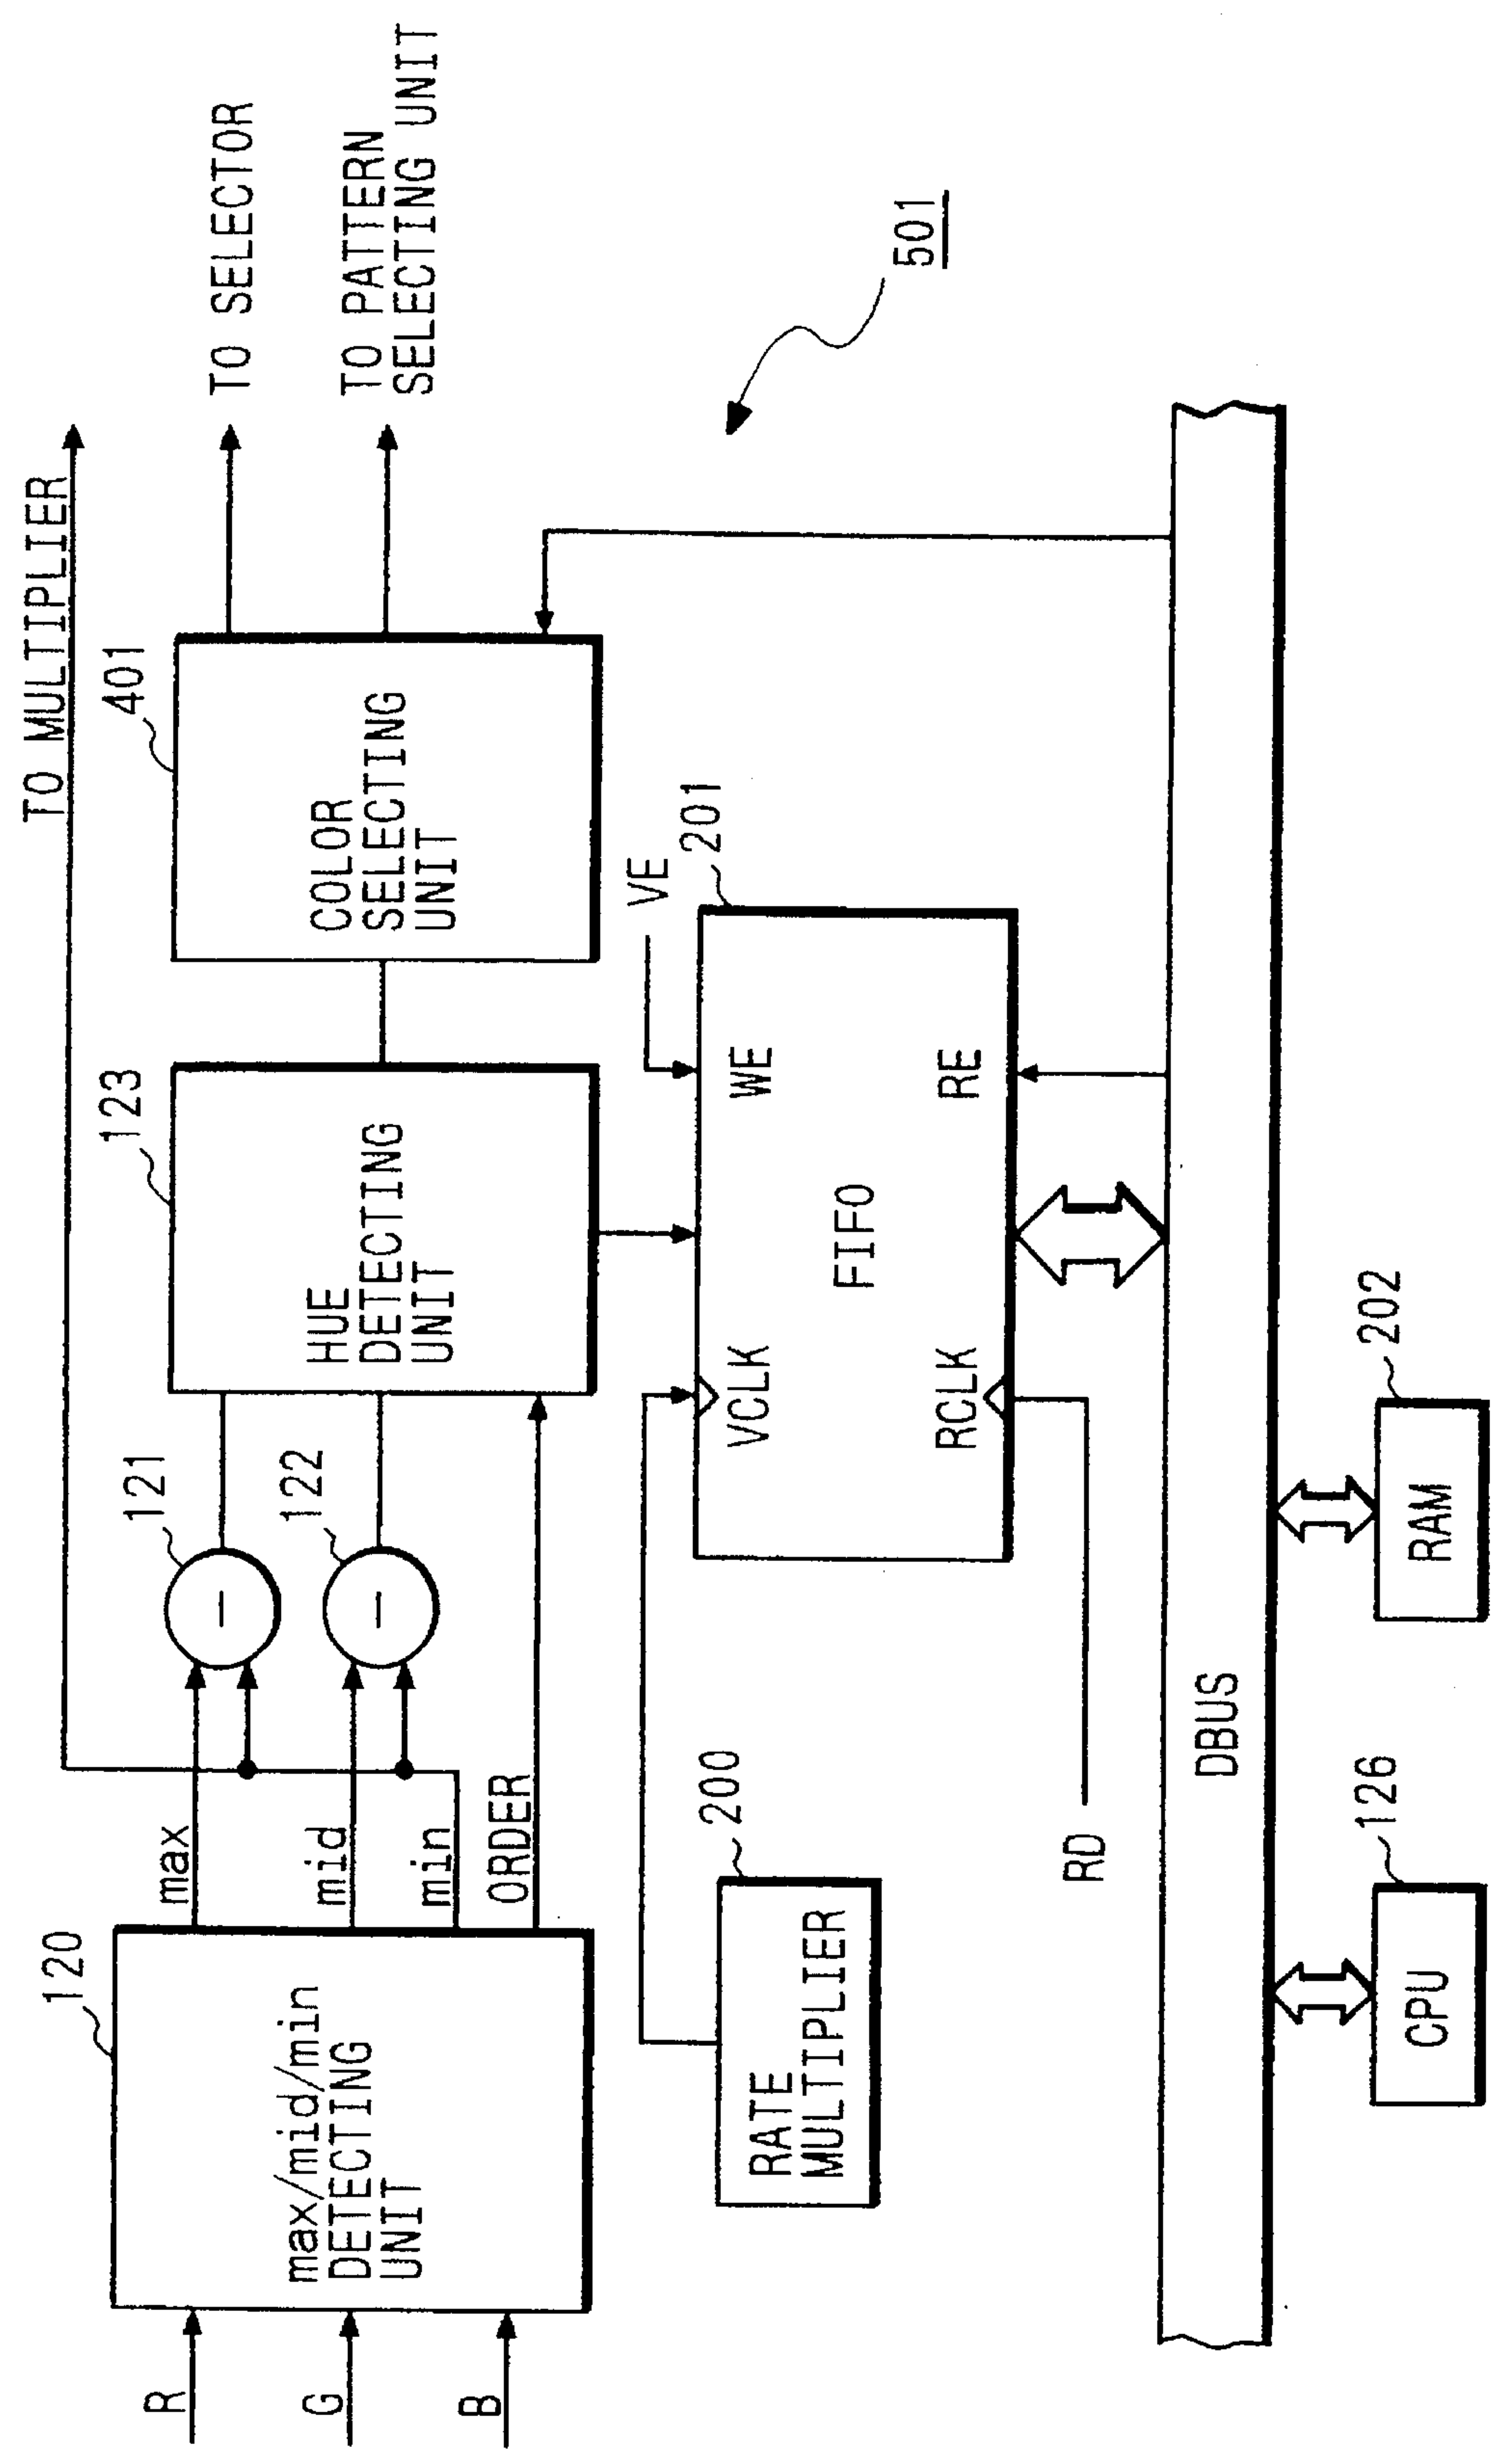 TO MULTIPLIER
TO SELECTOR
TO PATTERN
SELECTING UNIT
501
R
G
B
120
max/mid/min
DETECTING
UNIT
max
mid
min
ORDER
121
−
122
−
123
HUE
DETECTING
UNIT
401
COLOR
SELECTING
UNIT
200
RATE
MULTIPLIER
VE
201
VCLK
WE
FIFO
RCLK
RE
RD
DBUS
126
CPU
202
RAM